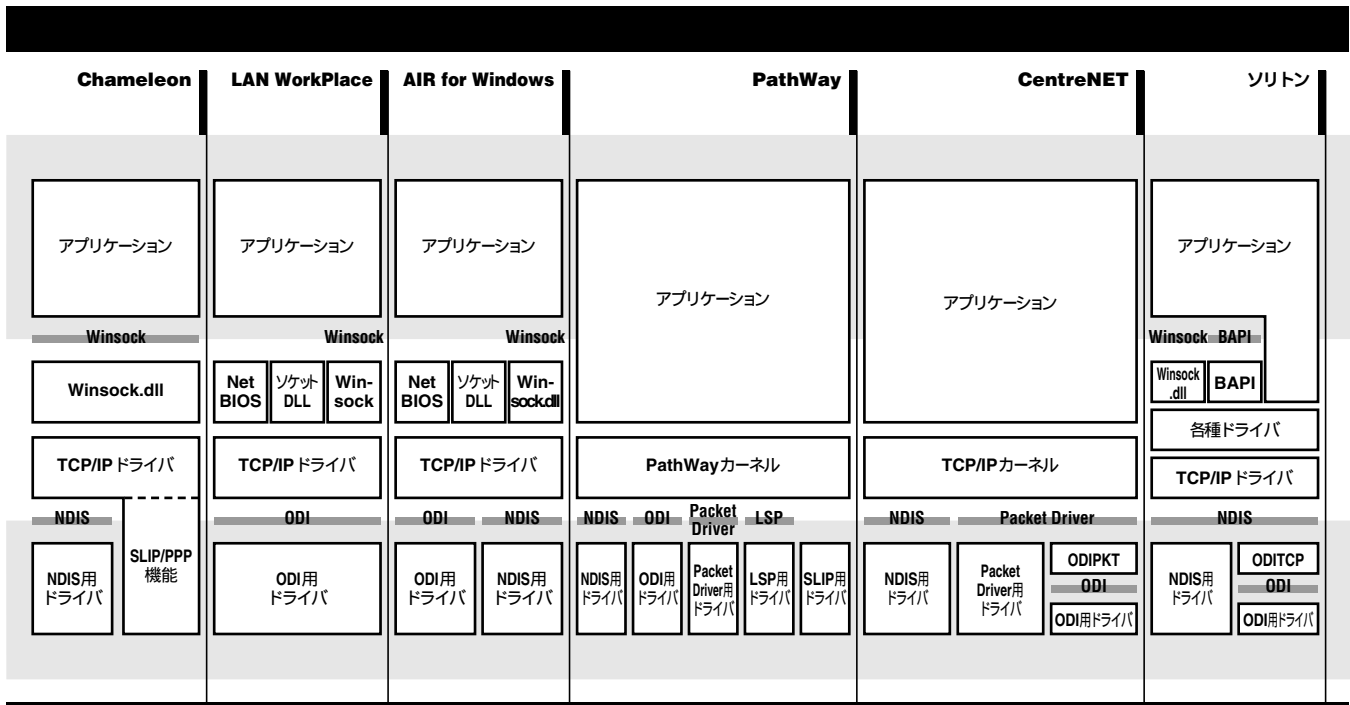 Chameleon
LAN WorkPlace
AIR for Windows
PathWay
CentreNET
ソリトン
アプリケーション
アプリケーション
アプリケーション
アプリケーション
アプリケーション
アプリケーション
Winsock
Winsock
Winsock
Winsock
BAPI
Winsock.dll
Net
BIOS
ソケット
DLL
Win-
sock
Net
BIOS
ソケット
DLL
Win-
sock.dll
Winsock
.dll
BAPI
各種ドライバ
TCP/IPドライバ
TCP/IPドライバ
TCP/IPドライバ
PathWayカーネル
TCP/IPカーネル
TCP/IPドライバ
NDIS
ODI
ODI
NDIS
NDIS
ODI
Packet
Driver
LSP
NDIS
Packet Driver
NDIS
NDIS用
ドライバ
SLIP/PPP
機能
ODI用
ドライバ
ODI用
ドライバ
NDIS用
ドライバ
NDIS用
ドライバ
ODI用
ドライバ
Packet
Driver用
ドライバ
LSP用
ドライバ
SLIP用
ドライバ
NDIS用
ドライバ
Packet
Driver用
ドライバ
ODIPKT
ODI
ODI用ドライバ
NDIS用
ドライバ
ODITCP
ODI
ODI用ドライバ